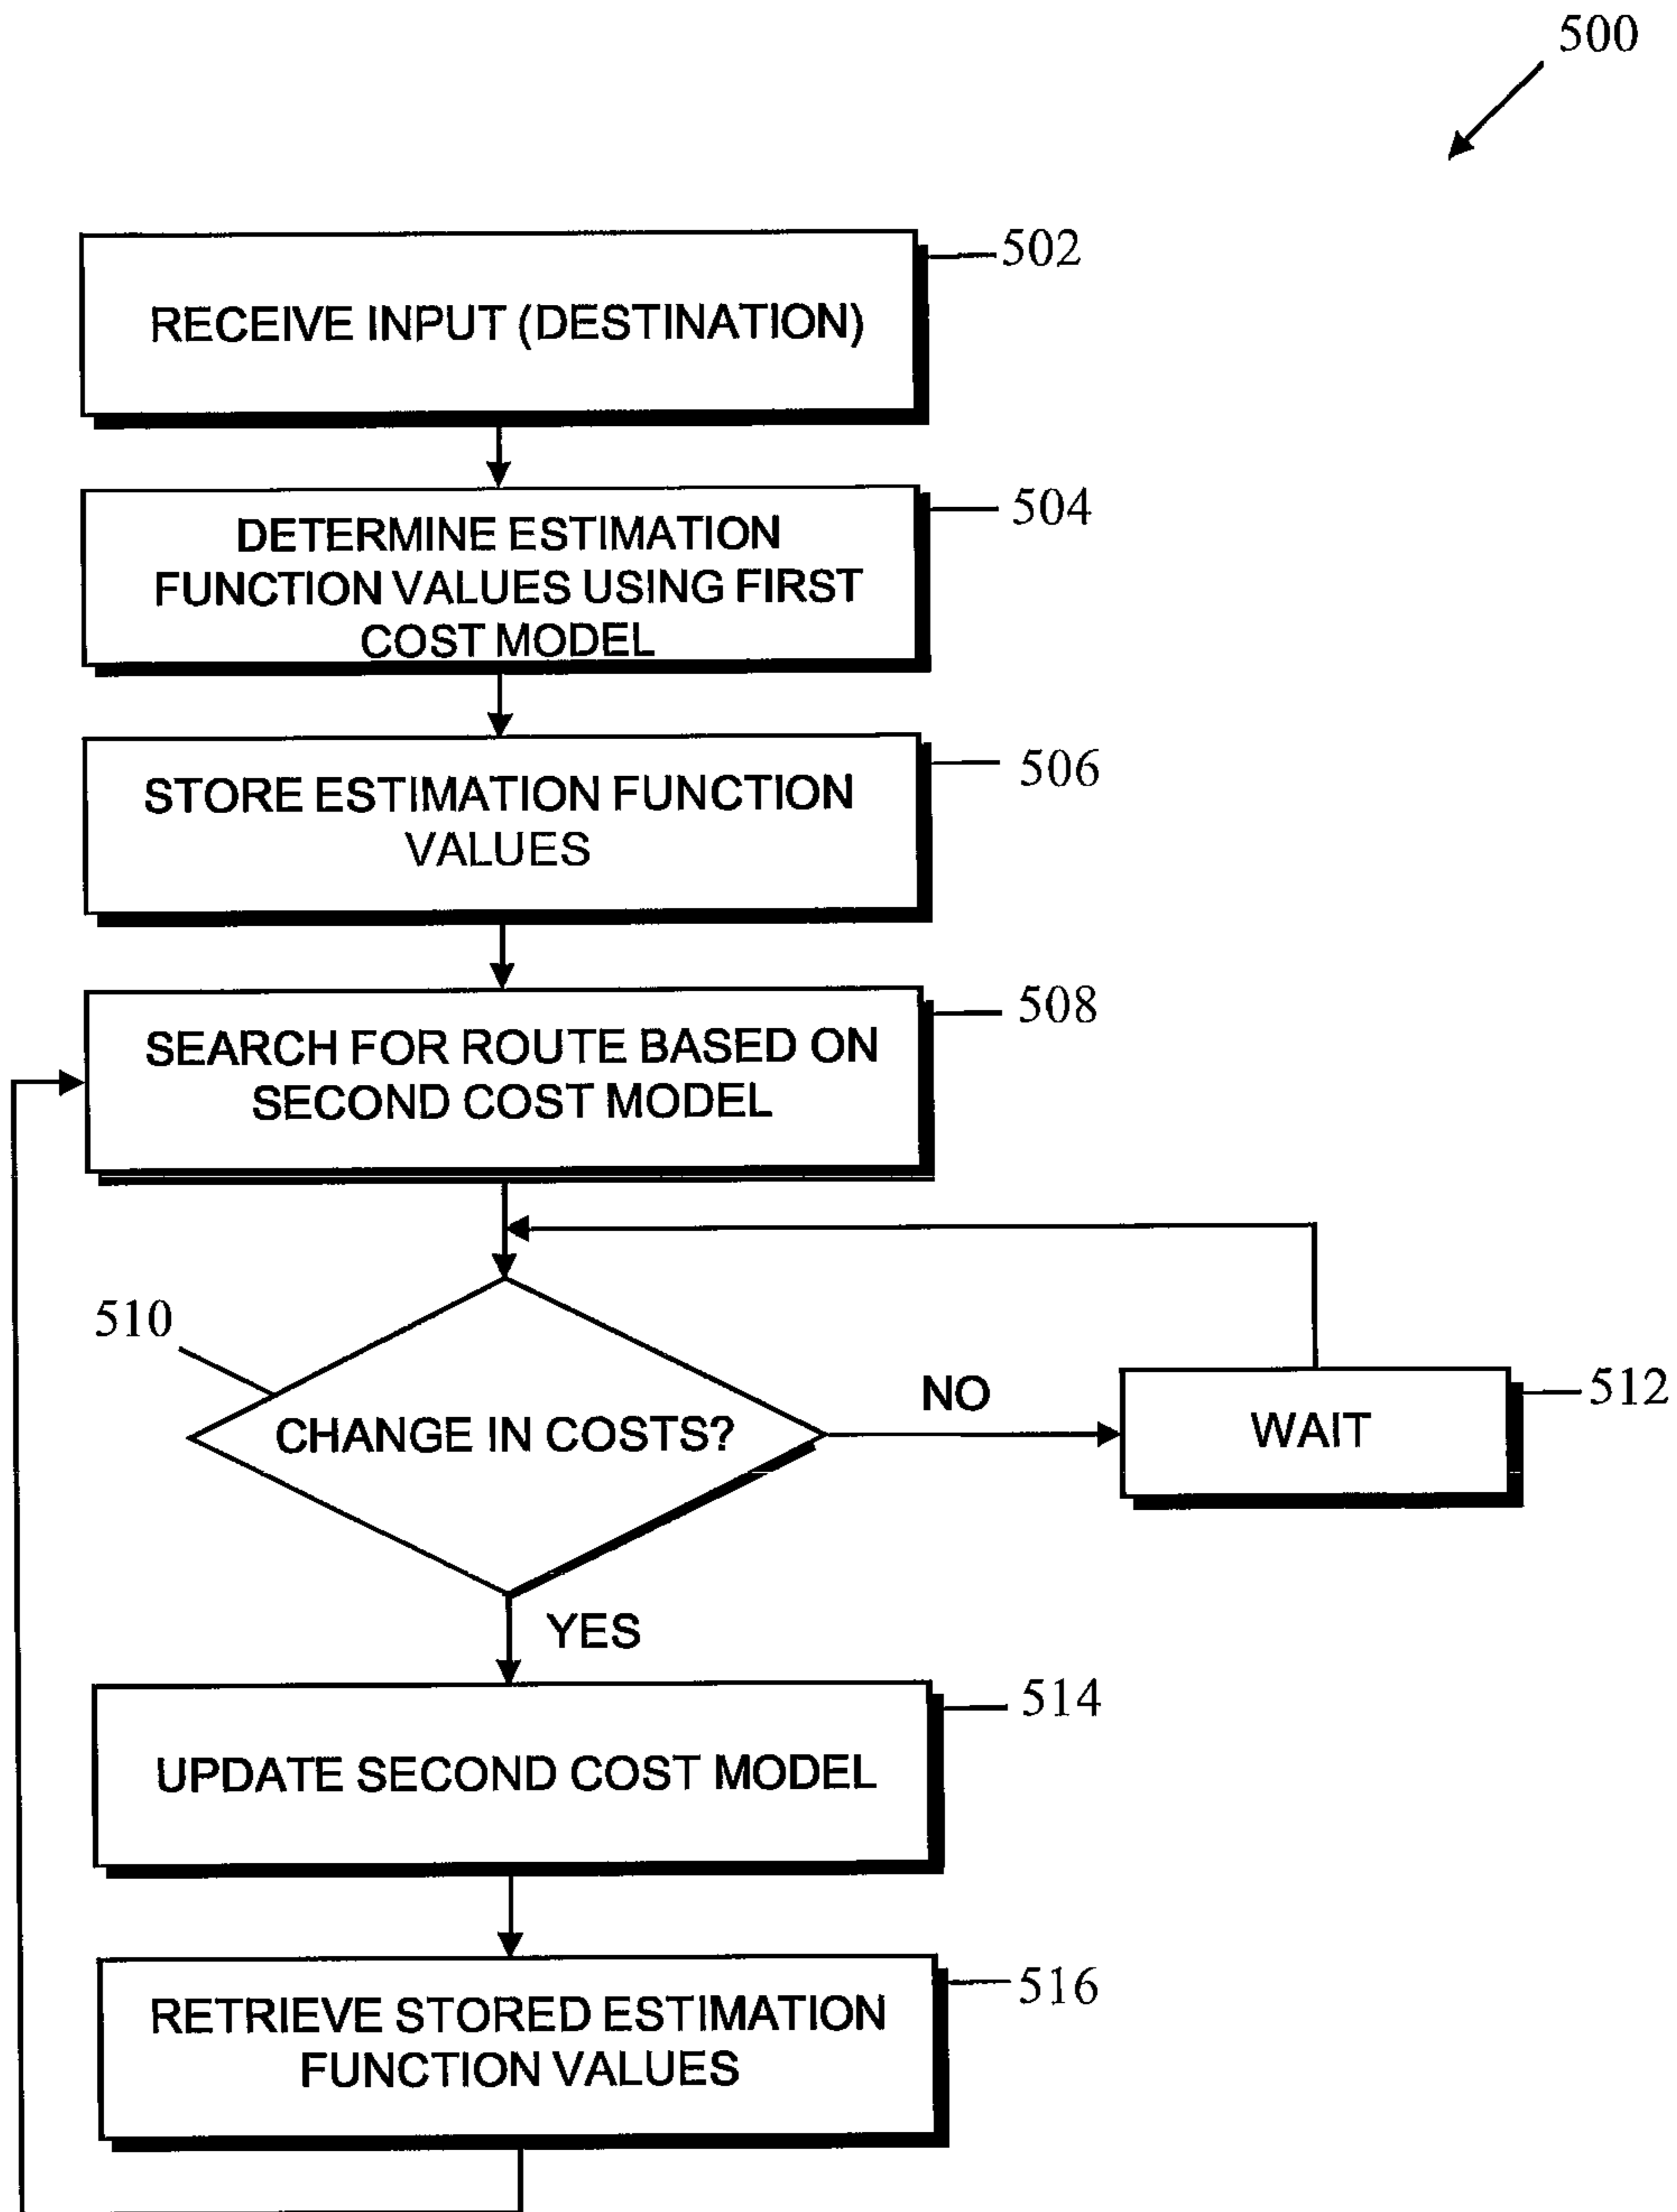 500
502
RECEIVE INPUT (DESTINATION)
504
DETERMINE ESTIMATION
FUNCTION VALUES USING FIRST
COST MODEL
506
STORE ESTIMATION FUNCTION
VALUES
508
SEARCH FOR ROUTE BASED ON
SECOND COST MODEL
510
CHANGE IN COSTS?
NO
512
WAIT
YES
514
UPDATE SECOND COST MODEL
516
RETRIEVE STORED ESTIMATION
FUNCTION VALUES